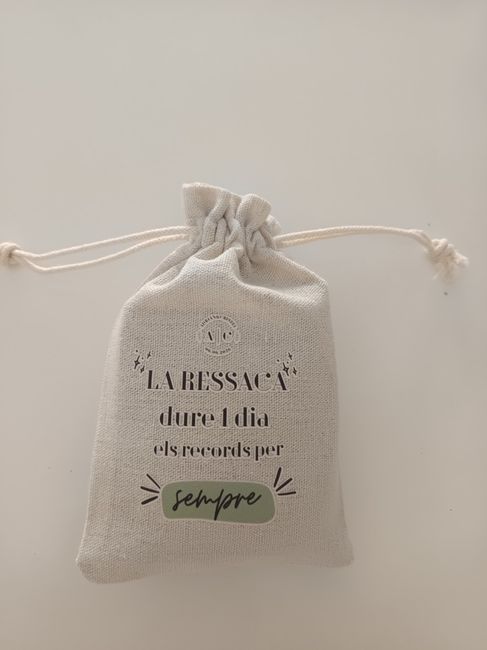 A C
LA RESSACA
dure 1 dia
els records per
sempre